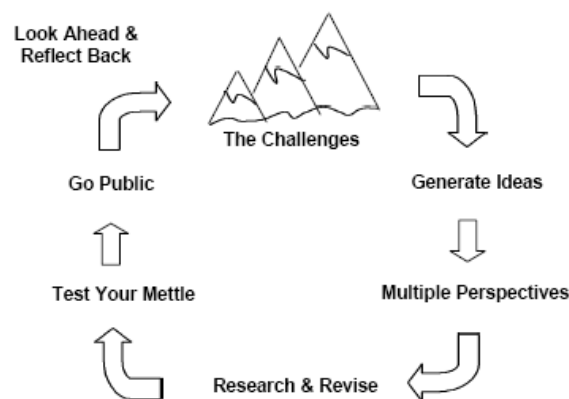 Look Ahead &
Reflect Back
The Challenges
Generate Ideas
Multiple Perspectives
Research & Revise
Test Your Mettle
Go Public